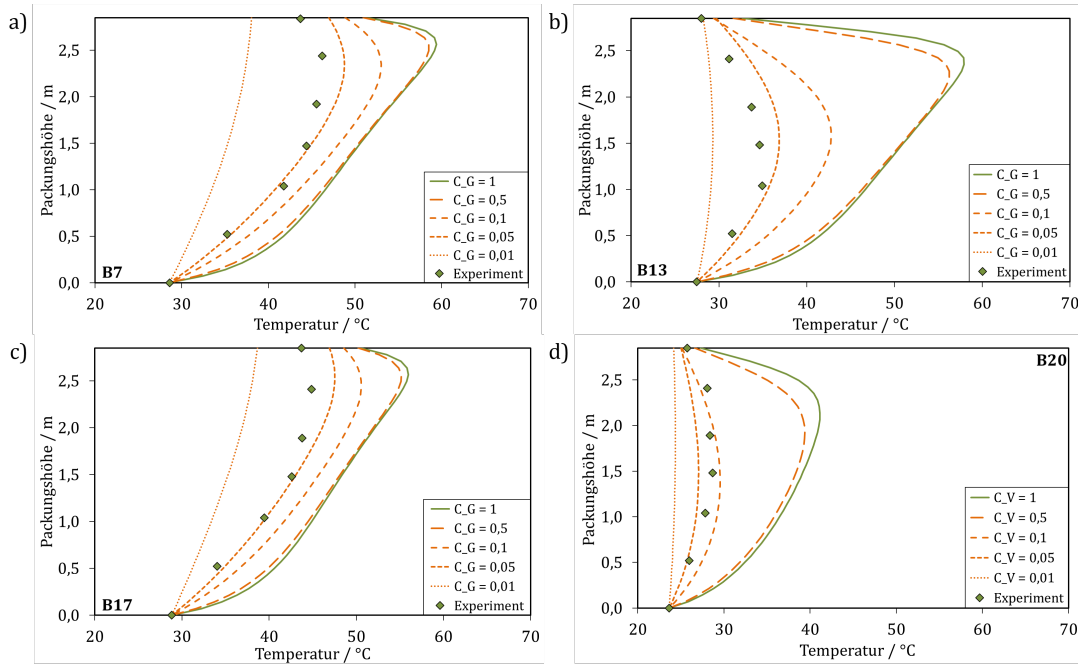 a)
Packungshöhe / m
2,5
2,0
1,5
1,0
0,5
0,0
B7
C_G = 1
C_G = 0,5
C_G = 0,1
C_G = 0,05
C_G = 0,01
Experiment
20 30 40 50 60 70
Temperatur / °C
b)
Packungshöhe / m
2,5
2,0
1,5
1,0
0,5
0,0
B13
C_G = 1
C_G = 0,5
C_G = 0,1
C_G = 0,05
C_G = 0,01
Experiment
20 30 40 50 60 70
Temperatur / °C
c)
Packungshöhe / m
2,5
2,0
1,5
1,0
0,5
0,0
B17
C_G = 1
C_G = 0,5
C_G = 0,1
C_G = 0,05
C_G = 0,01
Experiment
20 30 40 50 60 70
Temperatur / °C
d)
B20
Packungshöhe / m
2,5
2,0
1,5
1,0
0,5
0,0
C_V = 1
C_V = 0,5
C_V = 0,1
C_V = 0,05
C_V = 0,01
Experiment
20 30 40 50 60 70
Temperatur / °C